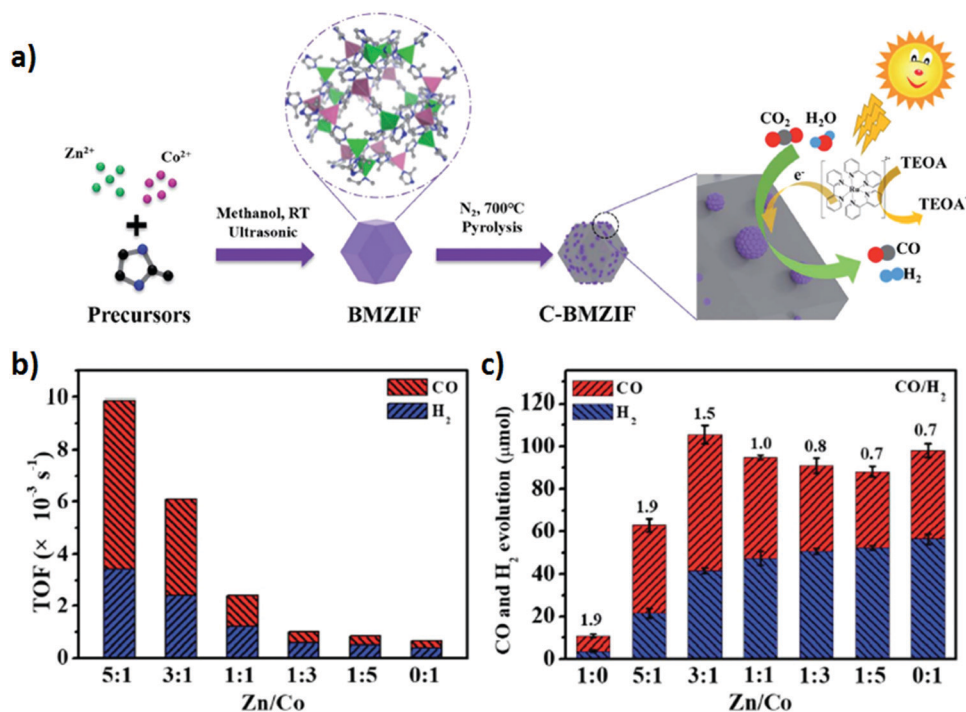 a)
Zn²⁺
Co²⁺
Precursors
Methanol, RT
Ultrasonic
BMZIF
N₂, 700℃
Pyrolysis
C-BMZIF
CO₂ H₂O
e⁻
Ru
TEOA
TEOA
CO
H₂
b)
CO
H₂
TOF (× 10⁻³ s⁻¹)
10
8
6
4
2
0
5:1 3:1 1:1 1:3 1:5 0:1
Zn/Co
c)
CO
H₂
CO/H₂
CO and H₂ evolution (μmol)
120
100
80
60
40
20
0
1.9 1.9 1.5 1.0 0.8 0.7 0.7
1:0 5:1 3:1 1:1 1:3 1:5 0:1
Zn/Co